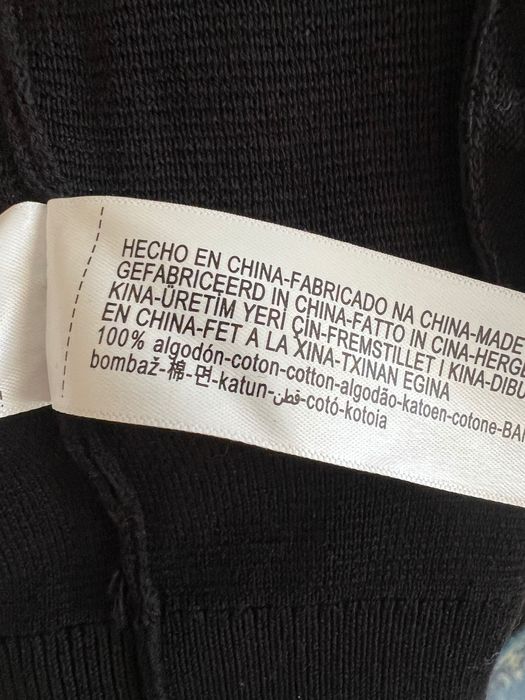 HECHO EN CHINA-FABRICADO NA CHINA-MADE
GEFABRICEERD IN CHINA-FATTO IN CINA-HERGE
KINA-ÜRETİM YERİ ÇİN-FREMSTILLET I KINA-DIBU
EN CHINA-FET A LA XINA-TXINAN EGINA
100% algodón-coton-cotton-algodão-katoen-cotone-BAM
bombaž-棉-면-katun-قطن-cotó-kotoia